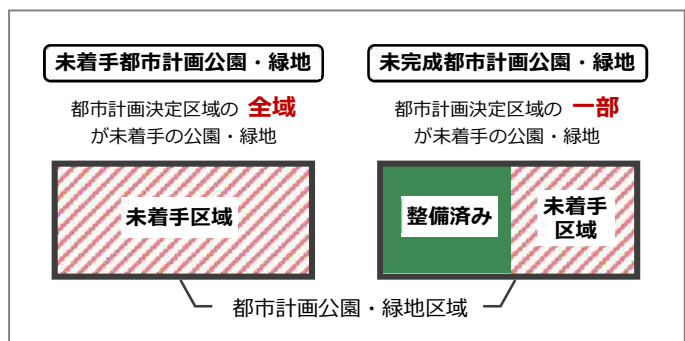 未着手都市計画公園・緑地
都市計画決定区域の 全域
が未着手の公園・緑地
未着手区域
未完成都市計画公園・緑地
都市計画決定区域の 一部
が未着手の公園・緑地
整備済み
未着手
区域
都市計画公園・緑地区域